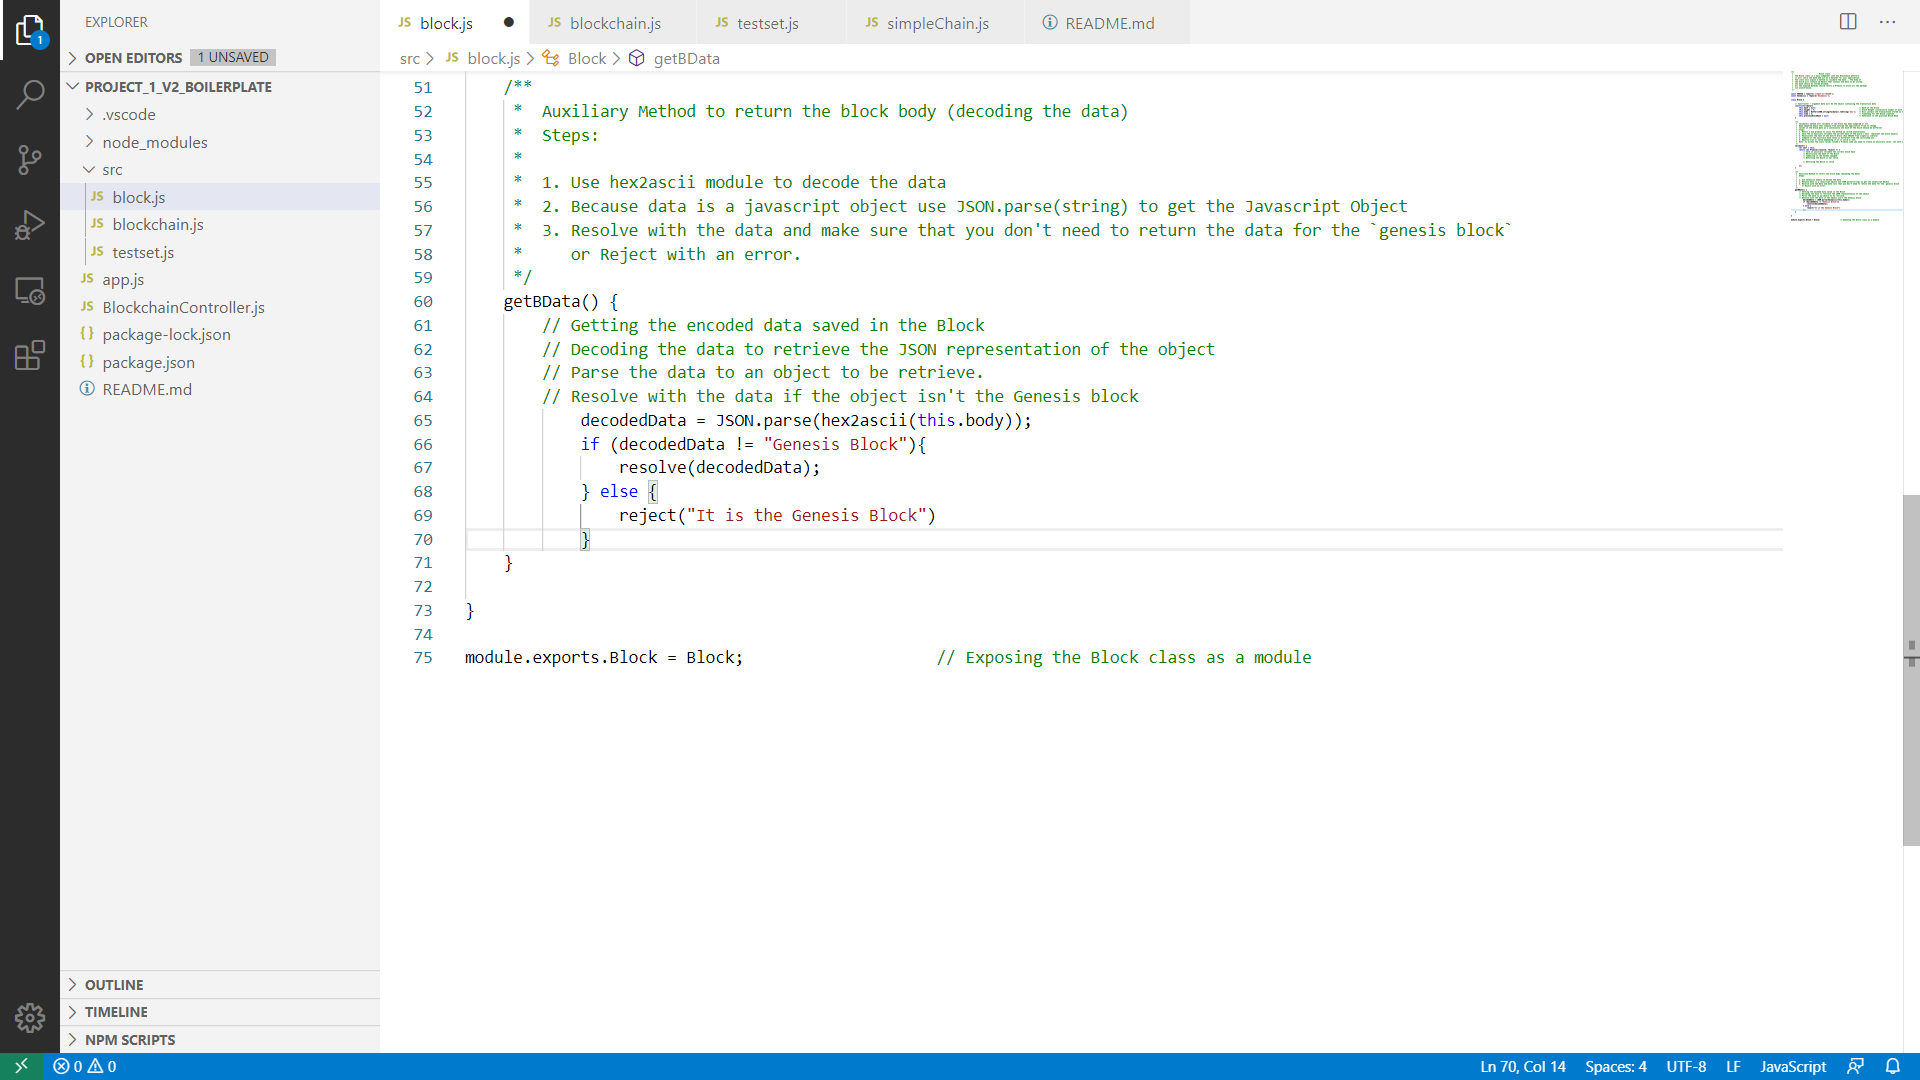 EXPLORER
OPEN EDITORS 1 UNSAVED
PROJECT_1_V2_BOILERPLATE
.vscode
node_modules
src
JS block.js
JS blockchain.js
JS testset.js
JS app.js
JS BlockchainController.js
{} package-lock.json
{} package.json
README.md
OUTLINE
TIMELINE
NPM SCRIPTS
1
JS block.js
JS blockchain.js
JS testset.js
JS simpleChain.js
README.md
src > JS block.js > Block > getBData
51 /**
52 * Auxiliary Method to return the block body (decoding the data)
53 * Steps:
54 *
55 * 1. Use hex2ascii module to decode the data
56 * 2. Because data is a javascript object use JSON.parse(string) to get the Javascript Object
57 * 3. Resolve with the data and make sure that you don't need to return the data for the `genesis block`
58 * or Reject with an error.
59 */
60 getBData() {
61 // Getting the encoded data saved in the Block
62 // Decoding the data to retrieve the JSON representation of the object
63 // Parse the data to an object to be retrieve.
64 // Resolve with the data if the object isn't the Genesis block
65 decodedData = JSON.parse(hex2ascii(this.body));
66 if (decodedData != "Genesis Block"){
67 resolve(decodedData);
68 } else {
69 reject("It is the Genesis Block")
70 }
71 }
72
73 }
74
75 module.exports.Block = Block; // Exposing the Block class as a module
0 0
Ln 70, Col 14 Spaces: 4 UTF-8 LF JavaScript